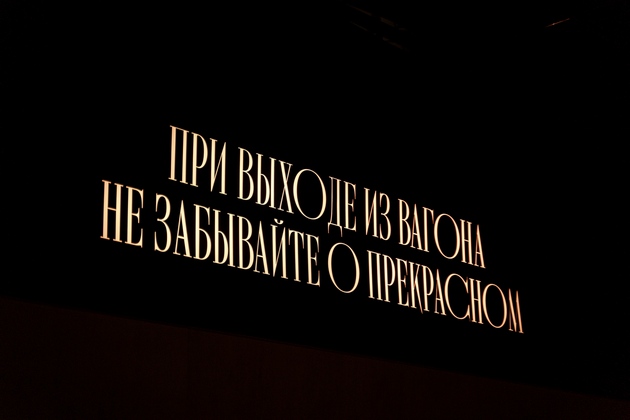 ПРИ ВЫХОДЕ ИЗ ВАГОНА
НЕ ЗАБЫВАЙТЕ О ПРЕКРАСНОМ